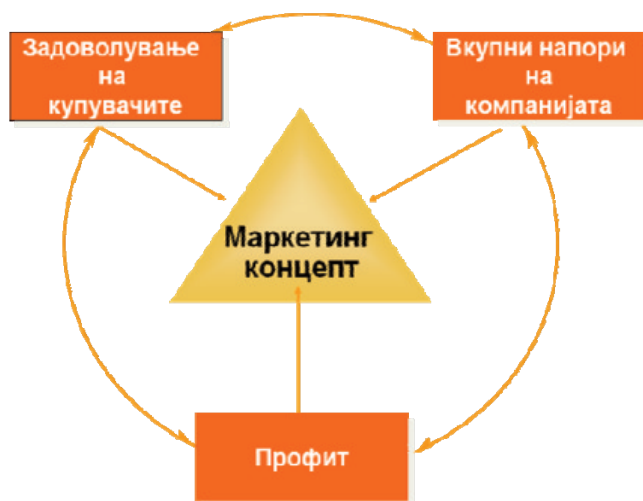 Задоволување
на
купувачите
Вкупни напори
на
компанијата
Маркетинг
концепт
Профит